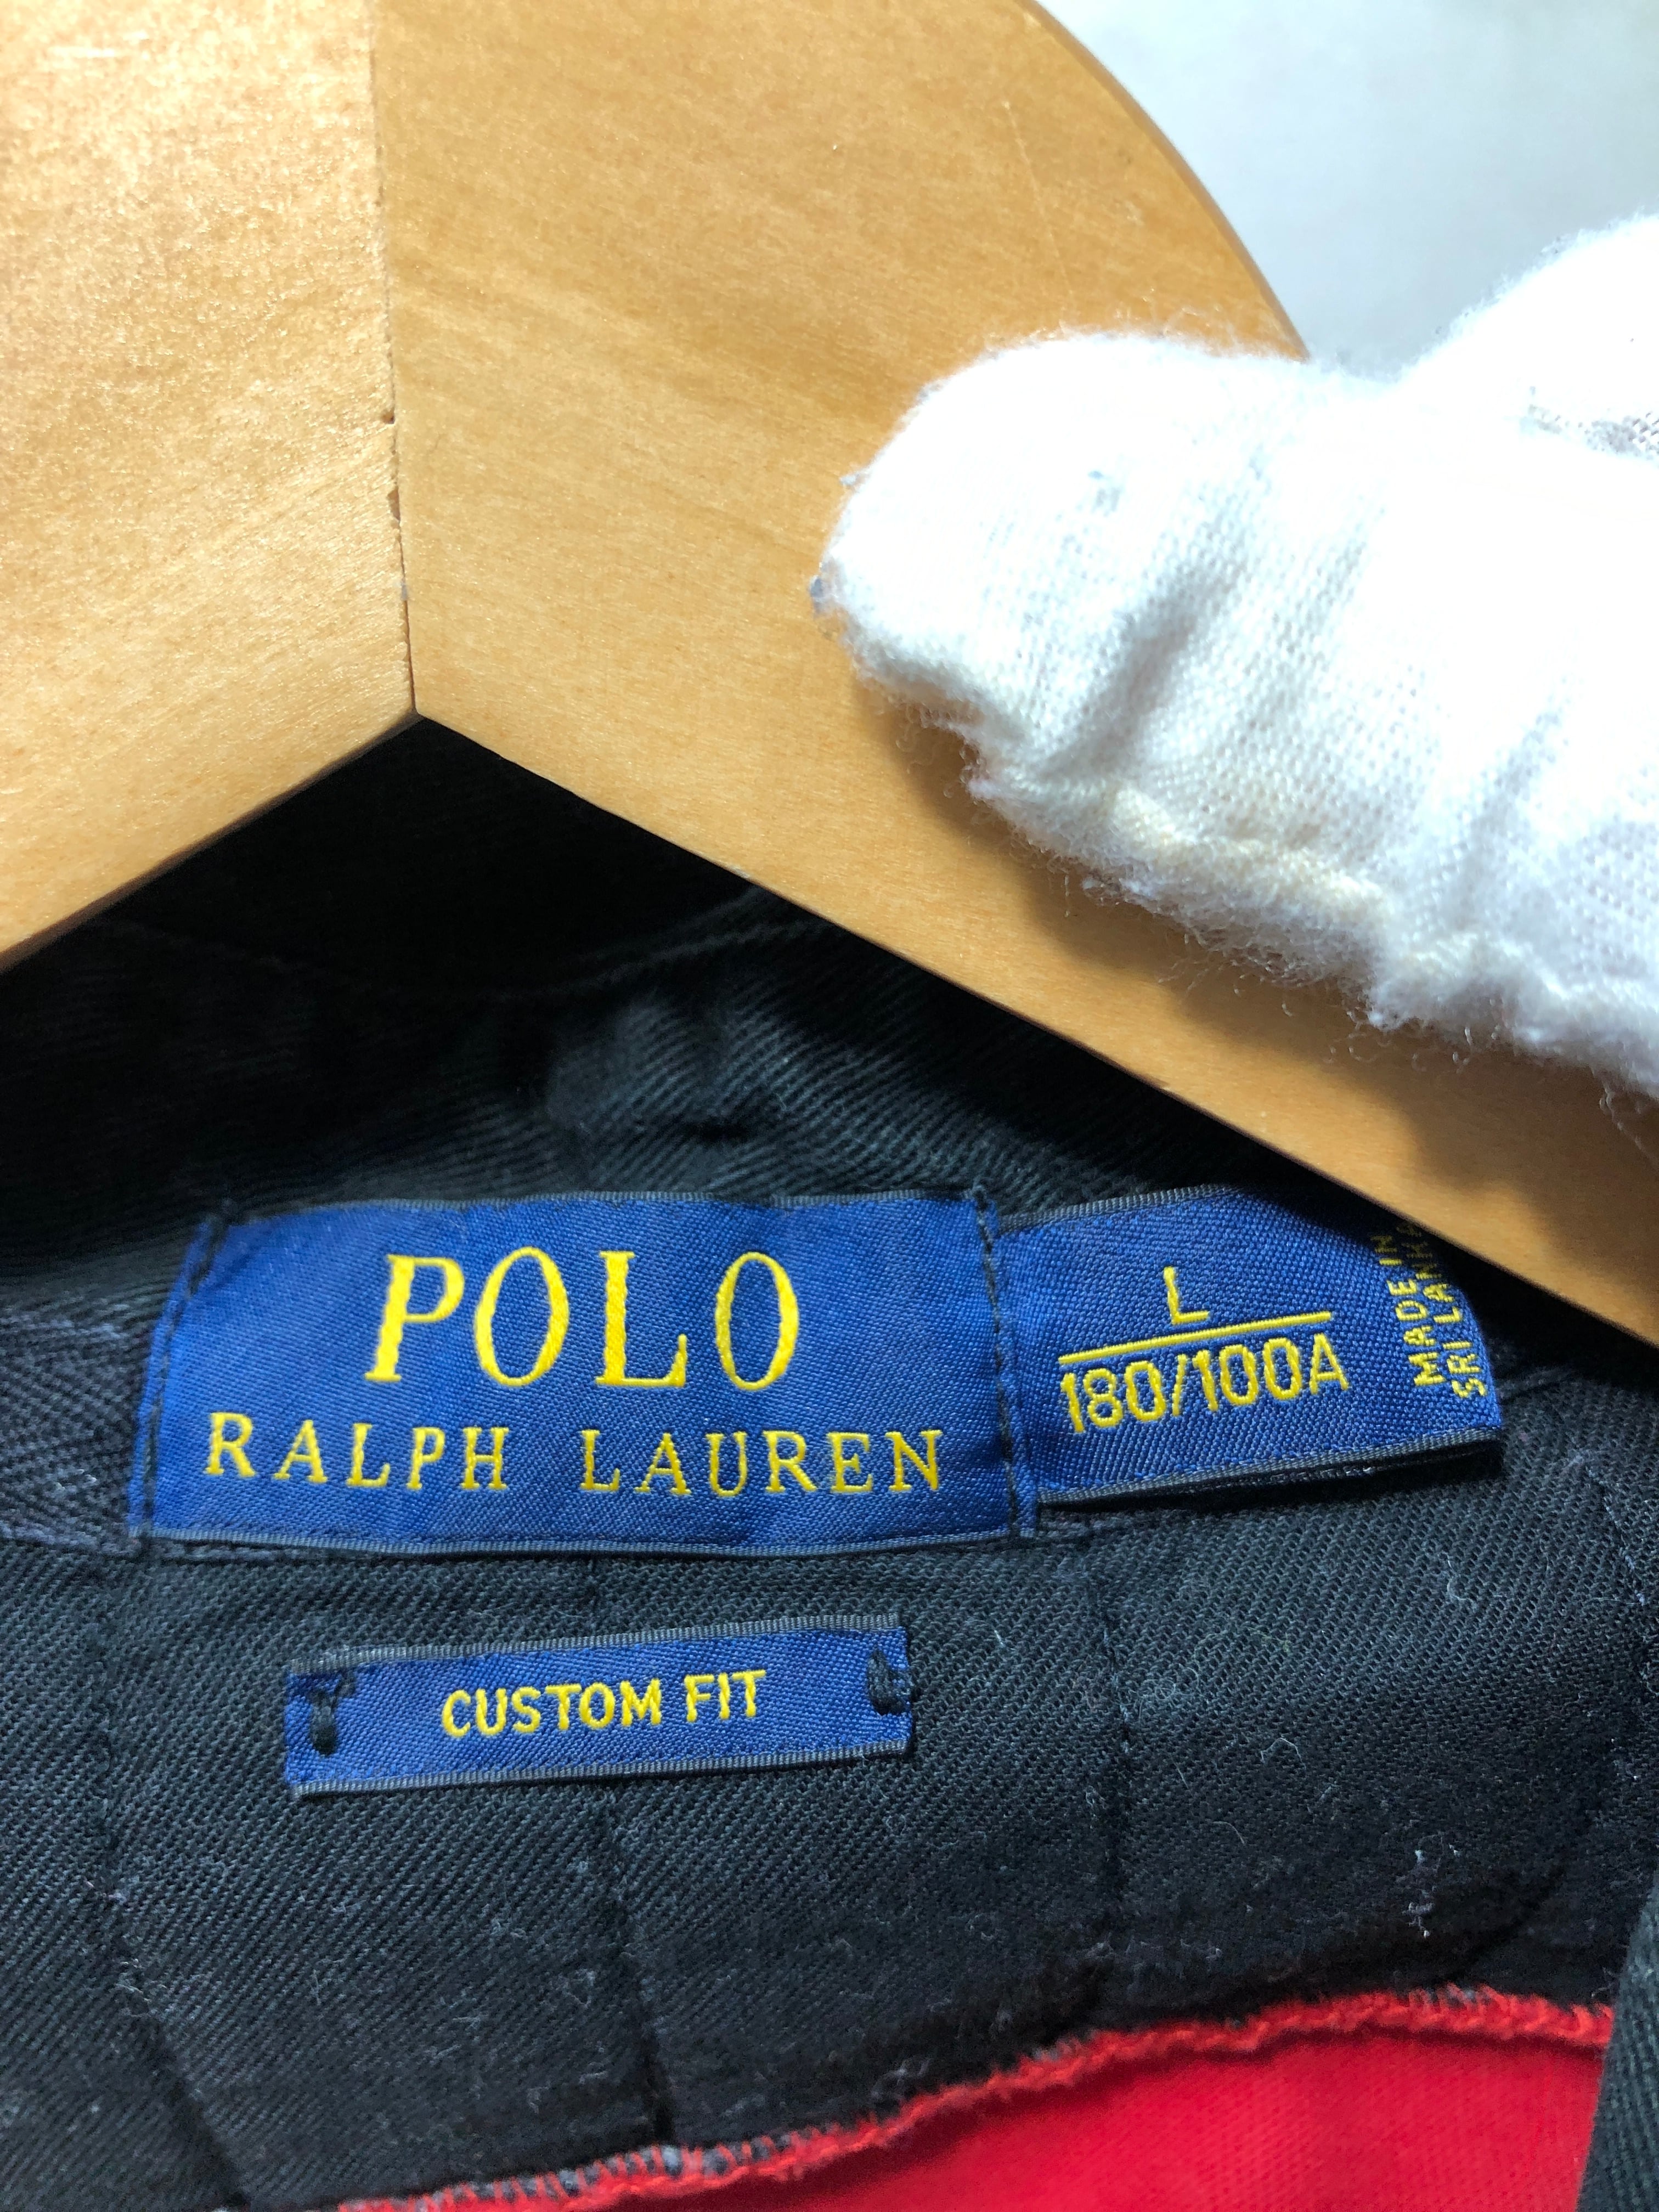 POLO
RALPH LAUREN
L
180/100A
MADE IN
SRI LANKA
CUSTOM FIT